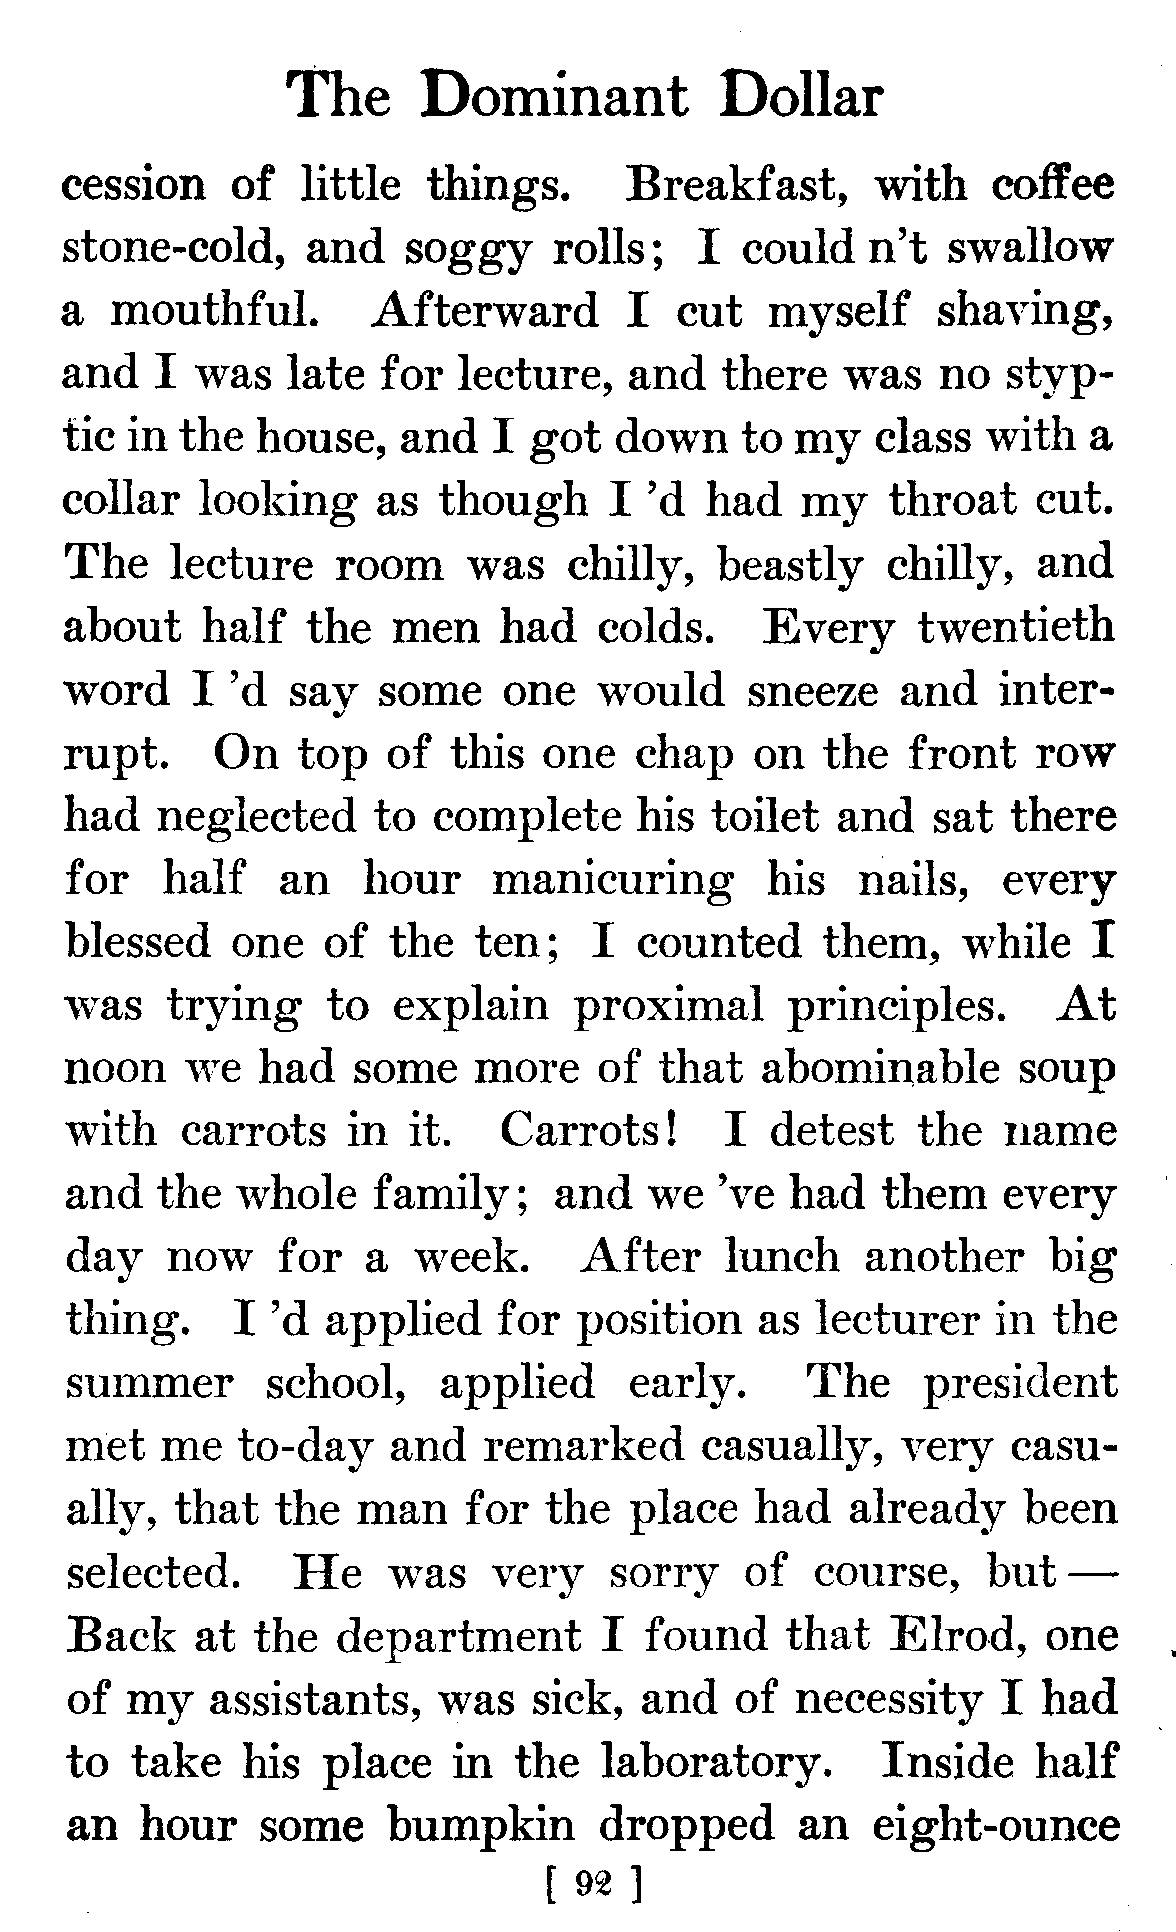 The Dominant Dollar
cession of little things. Breakfast, with coffee
stone-cold, and soggy rolls; I could n't swallow
a mouthful. Afterward I cut myself shaving,
and I was late for lecture, and there was no styp-
tic in the house, and I got down to my class with a
collar looking as though I 'd had my throat cut.
The lecture room was chilly, beastly chilly, and
about half the men had colds. Every twentieth
word I 'd say some one would sneeze and inter-
rupt. On top of this one chap on the front row
had neglected to complete his toilet and sat there
for half an hour manicuring his nails, every
blessed one of the ten; I counted them, while I
was trying to explain proximal principles. At
noon we had some more of that abominable soup
with carrots in it. Carrots! I detest the name
and the whole family; and we 've had them every
day now for a week. After lunch another big
thing. I 'd applied for position as lecturer in the
summer school, applied early. The president
met me to-day and remarked casually, very casu-
ally, that the man for the place had already been
selected. He was very sorry of course, but—
Back at the department I found that Elrod, one
of my assistants, was sick, and of necessity I had
to take his place in the laboratory. Inside half
an hour some bumpkin dropped an eight-ounce
[ 92 ]